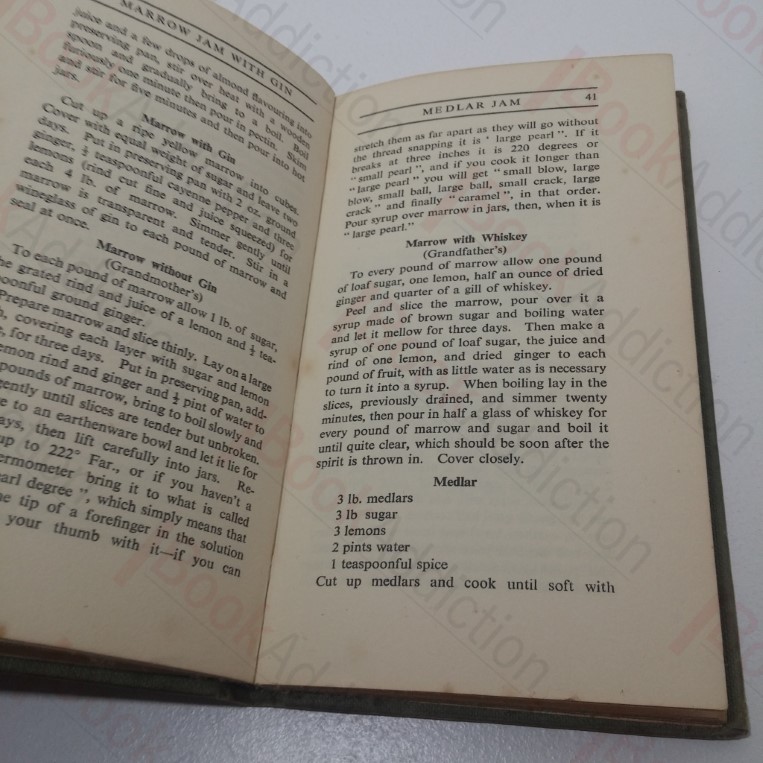 MARROW JAM WITH GIN
juice and a few drops of almond flavouring into
preserving pan, stir over heat with a wooden
spoon and gradually bring to a boil. Boil
furiously one minute then pour in pectin. Skim
and stir for five minutes and then pour into hot
jars.
Marrow with Gin
Cut up a ripe yellow marrow into cubes.
Cover with equal weight of sugar and leave two
days. Put in preserving pan with 2 oz. ground
ginger, ½ teaspoonful cayenne pepper and three
lemons (rind cut fine and juice squeezed) for
each 4 lb. of marrow. Simmer gently until
marrow is transparent and tender. Stir in a
wineglass of gin to each pound of marrow and
seal at once.
Marrow without Gin
(Grandmother's)
To each pound of marrow allow 1 lb. of sugar,
the grated rind and juice of a lemon and ½ tea-
spoonful ground ginger.
Prepare marrow and slice thinly. Lay on a large
covering each layer with sugar and lemon
for three days. Put in preserving pan, add-
lemon rind and ginger and ½ pint of water to
pounds of marrow, bring to boil slowly and
gently until slices are tender but unbroken.
to an earthenware bowl and let it lie for
days, then lift carefully into jars. Re-
up to 222° Far., or if you haven't a
thermometer bring it to what is called
pearl degree", which simply means that
the tip of a forefinger in the solution
your thumb with it—if you can
MEDLAR JAM 41
stretch them as far apart as they will go without
the thread snapping it is ' large pearl ". If it
breaks at three inches it is 220 degrees or
" small pearl ", and if you cook it longer than
" large pearl " you will get " small blow, large
blow, small ball, large ball, small crack, large
crack " and finally " caramel ", in that order.
Pour syrup over marrow in jars, then, when it is
" large pearl."
Marrow with Whiskey
(Grandfather's)
To every pound of marrow allow one pound
of loaf sugar, one lemon, half an ounce of dried
ginger and quarter of a gill of whiskey.
Peel and slice the marrow, pour over it a
syrup made of brown sugar and boiling water
and let it mellow for three days. Then make a
syrup of one pound of loaf sugar, the juice and
rind of one lemon, and dried ginger to each
pound of fruit, with as little water as is necessary
to turn it into a syrup. When boiling lay in the
slices, previously drained, and simmer twenty
minutes, then pour in half a glass of whiskey for
every pound of marrow and sugar and boil it
until quite clear, which should be soon after the
spirit is thrown in. Cover closely.
Medlar
3 lb. medlars
3 lb sugar
3 lemons
2 pints water
1 teaspoonful spice
Cut up medlars and cook until soft with